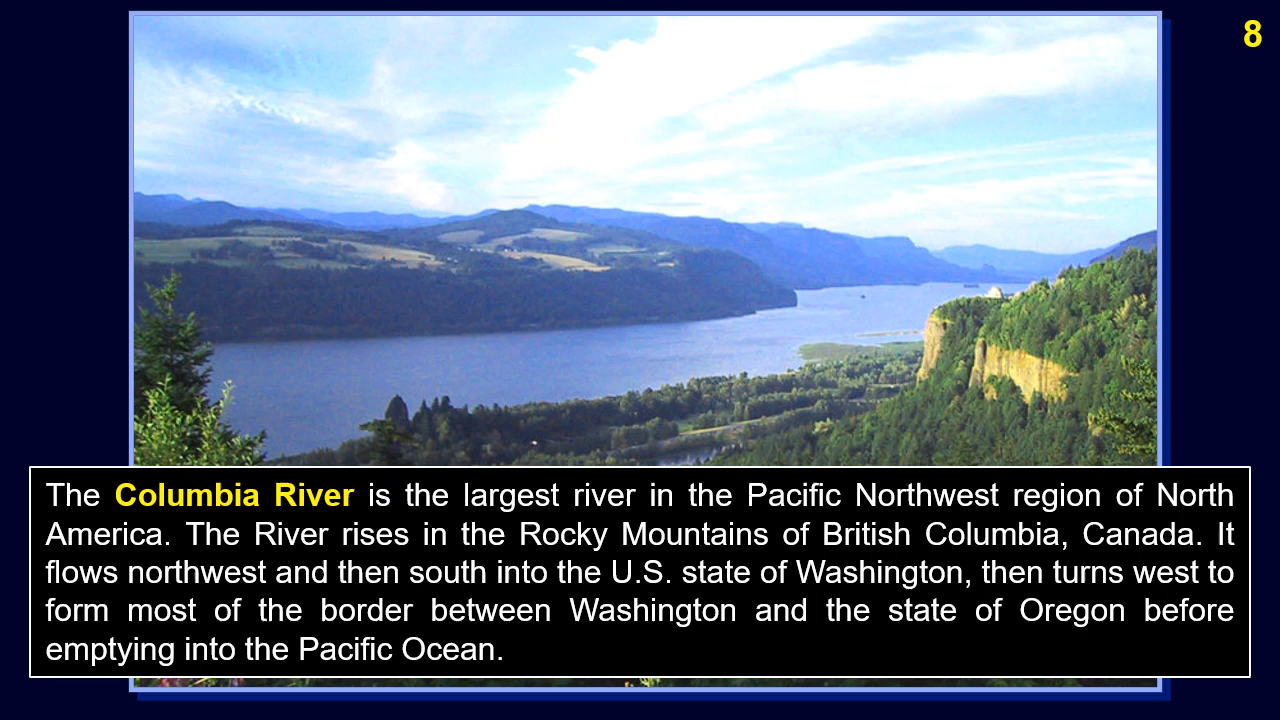 8
The Columbia River is the largest river in the Pacific Northwest region of North
America. The River rises in the Rocky Mountains of British Columbia, Canada. It
flows northwest and then south into the U.S. state of Washington, then turns west to
form most of the border between Washington and the state of Oregon before
emptying into the Pacific Ocean.